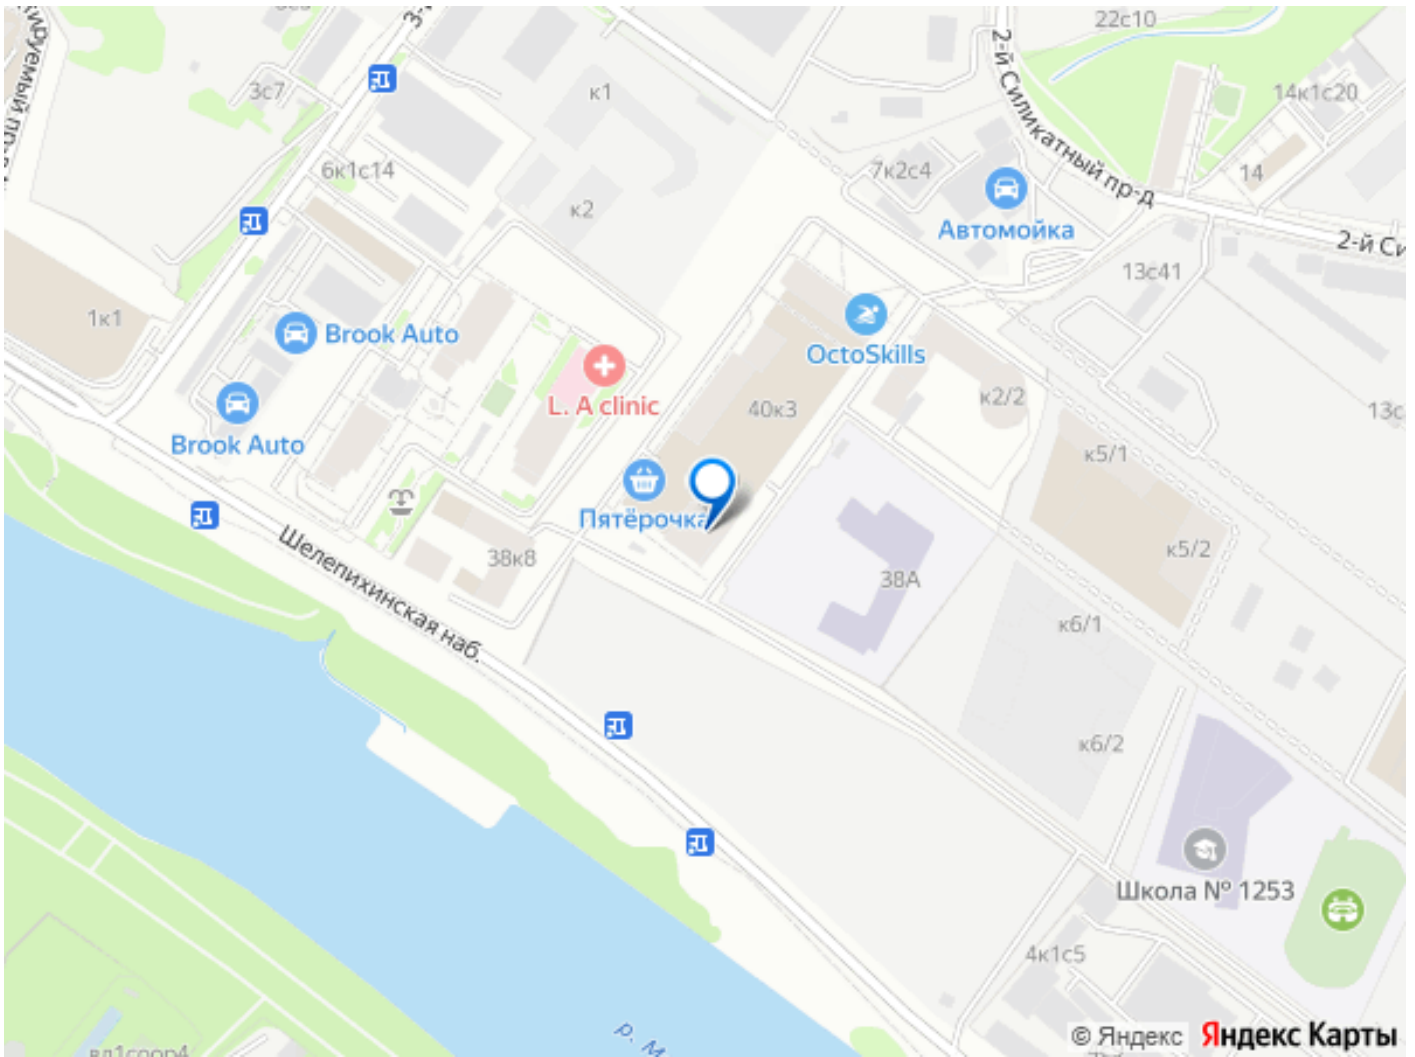 22с10
2-й Силикатный пр-д
3с7
к1
14к1с20
6к1с14
7к2с4
14
к2
Автомойка
2-й Си
13с41
1к1
Brook Auto
OctoSkills
L. A clinic
40к3
к2/2
13с
Brook Auto
к5/1
Пятёрочка
Шелепихинская наб.
38к8
38А
к5/2
к6/1
к6/2
Школа № 1253
4к1с5
р. М
вл1соор4
© Яндекс Яндекс Карты